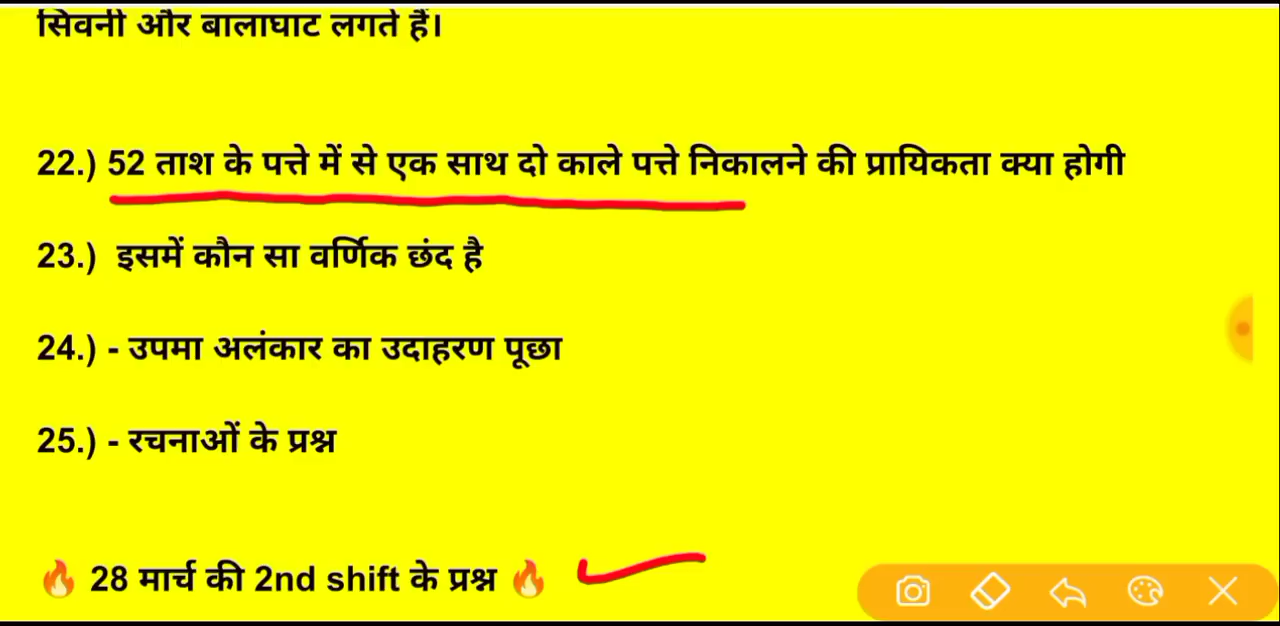 सिवनी और बालाघाट लगते हैं।
22.) 52 ताश के पत्ते में से एक साथ दो काले पत्ते निकालने की प्रायिकता क्या होगी
23.) इसमें कौन सा वर्णिक छंद है
24.) - उपमा अलंकार का उदाहरण पूछा
25.) - रचनाओं के प्रश्न
🔥 28 मार्च की 2nd shift के प्रश्न 🔥